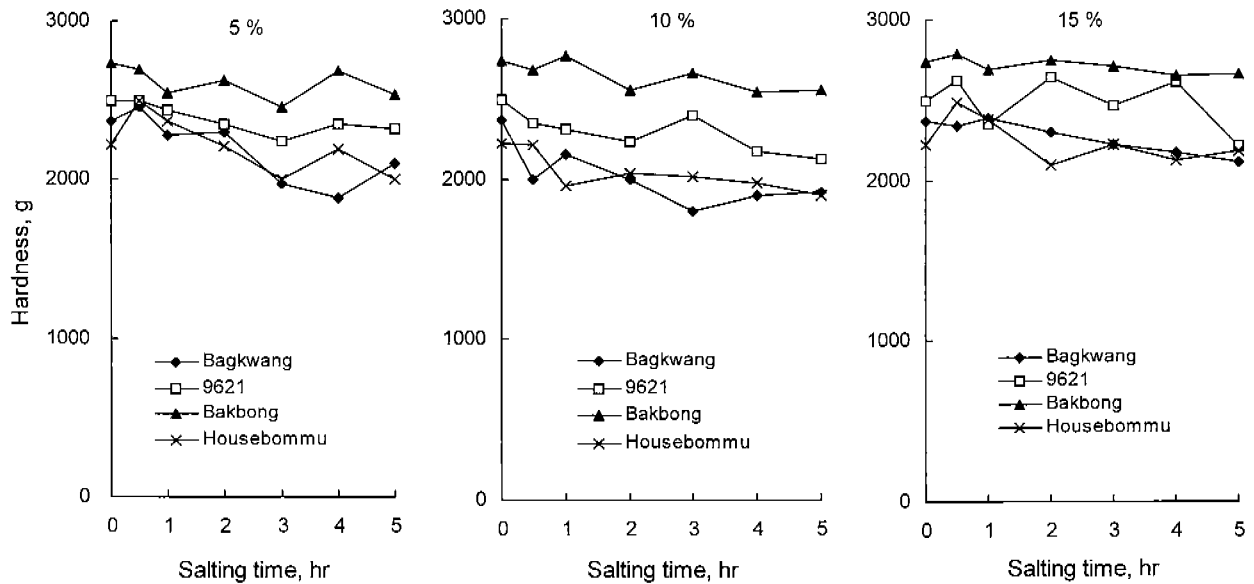 5 %
10 %
15 %
Hardness, g
3000
2000
1000
0
Bagkwang
9621
Bakbong
Housebommu
0 1 2 3 4 5
Salting time, hr
3000
2000
1000
0
Bagkwang
9621
Bakbong
Housebommu
0 1 2 3 4 5
Salting time, hr
3000
2000
1000
0
Bagkwang
9621
Bakbong
Housebommu
0 1 2 3 4 5
Salting time, hr